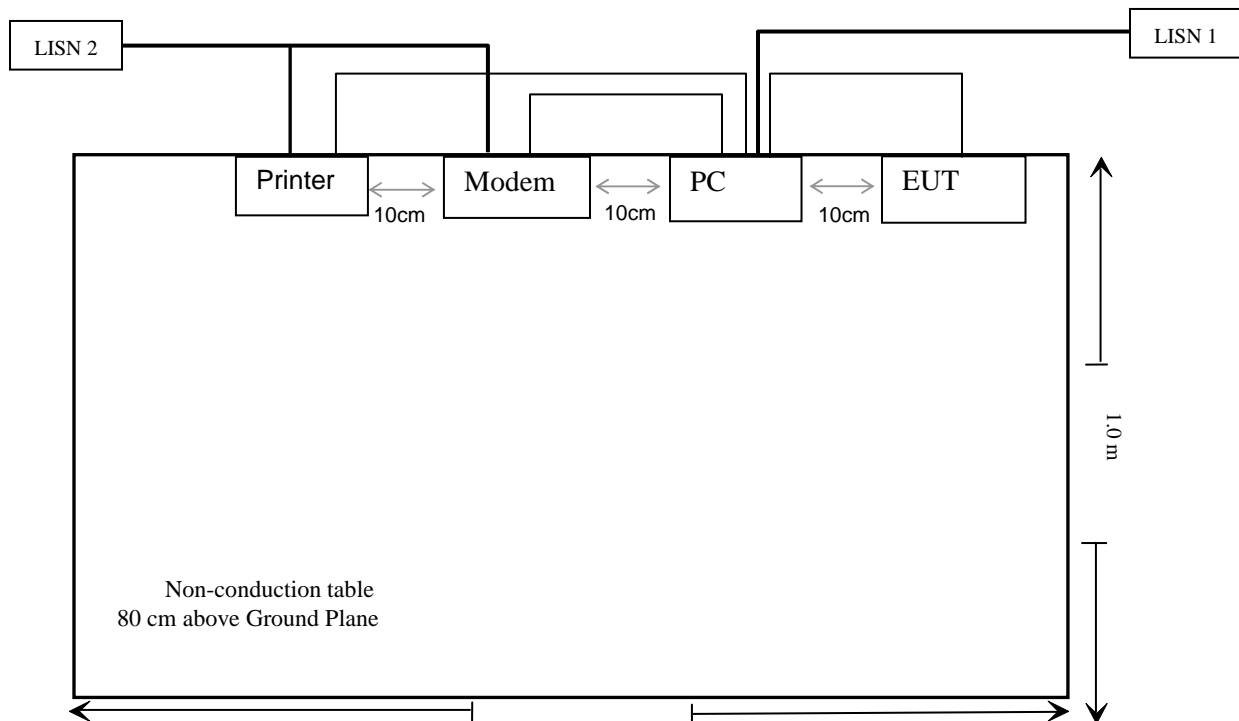 LISN 2
LISN 1
Printer
Modem
PC
EUT
10cm
10cm
10cm
1.0 m
Non-conduction table
80 cm above Ground Plane